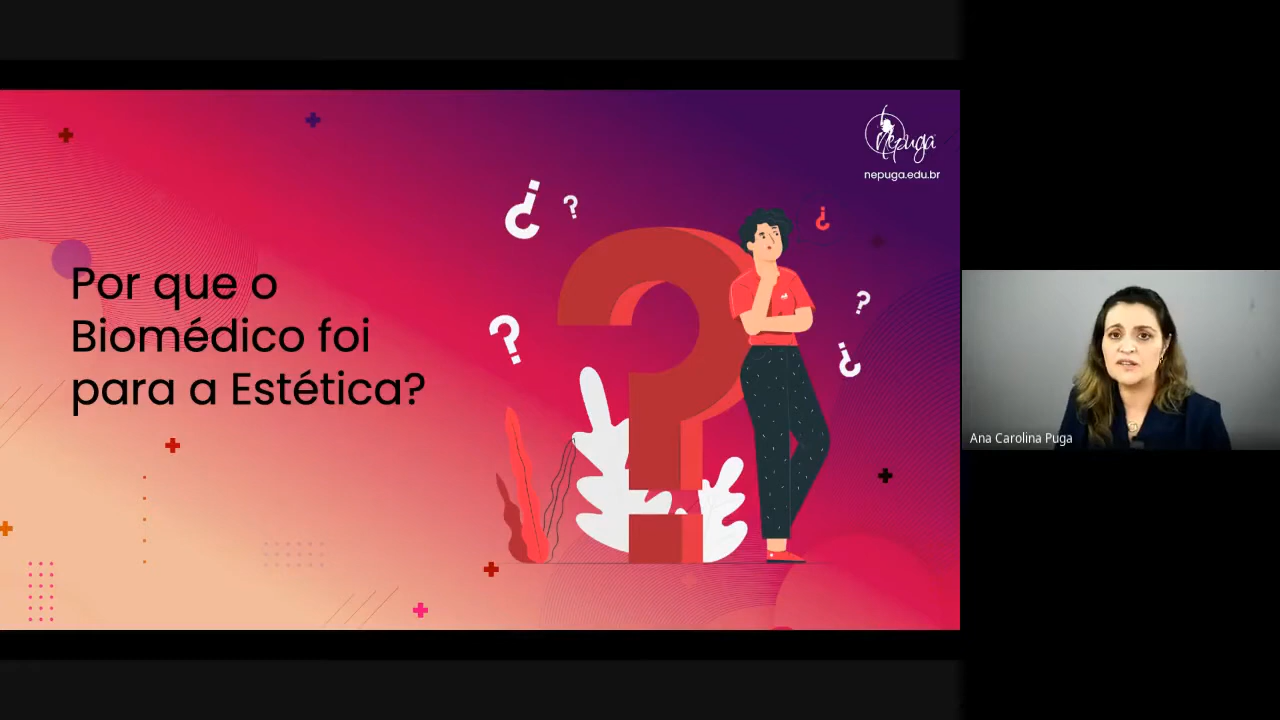 nepuga
nepuga.edu.br
Por que o
Biomédico foi
para a Estética?
Ana Carolina Puga